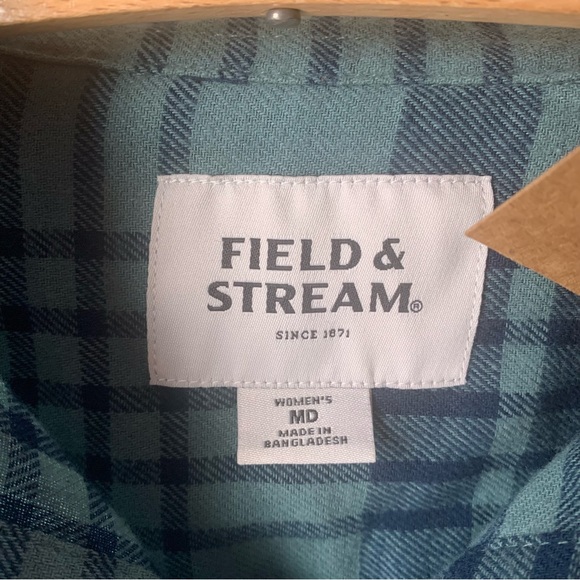 FIELD &
STREAM®
SINCE 1871
WOMEN'S
MD
MADE IN
BANGLADESH